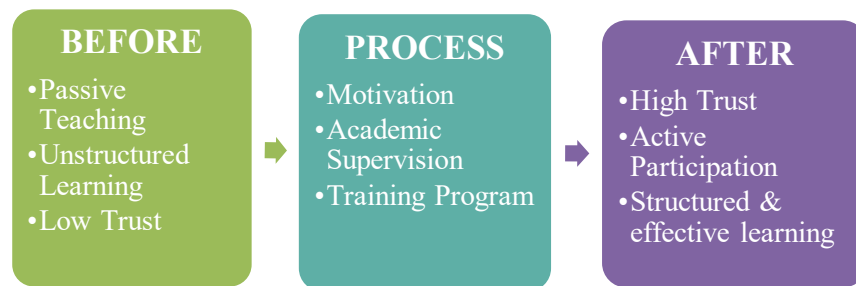 BEFORE
•Passive
Teaching
•Unstructured
Learning
•Low Trust
PROCESS
•Motivation
•Academic
Supervision
•Training Program
AFTER
•High Trust
•Active
Participation
•Structured &
effective learning